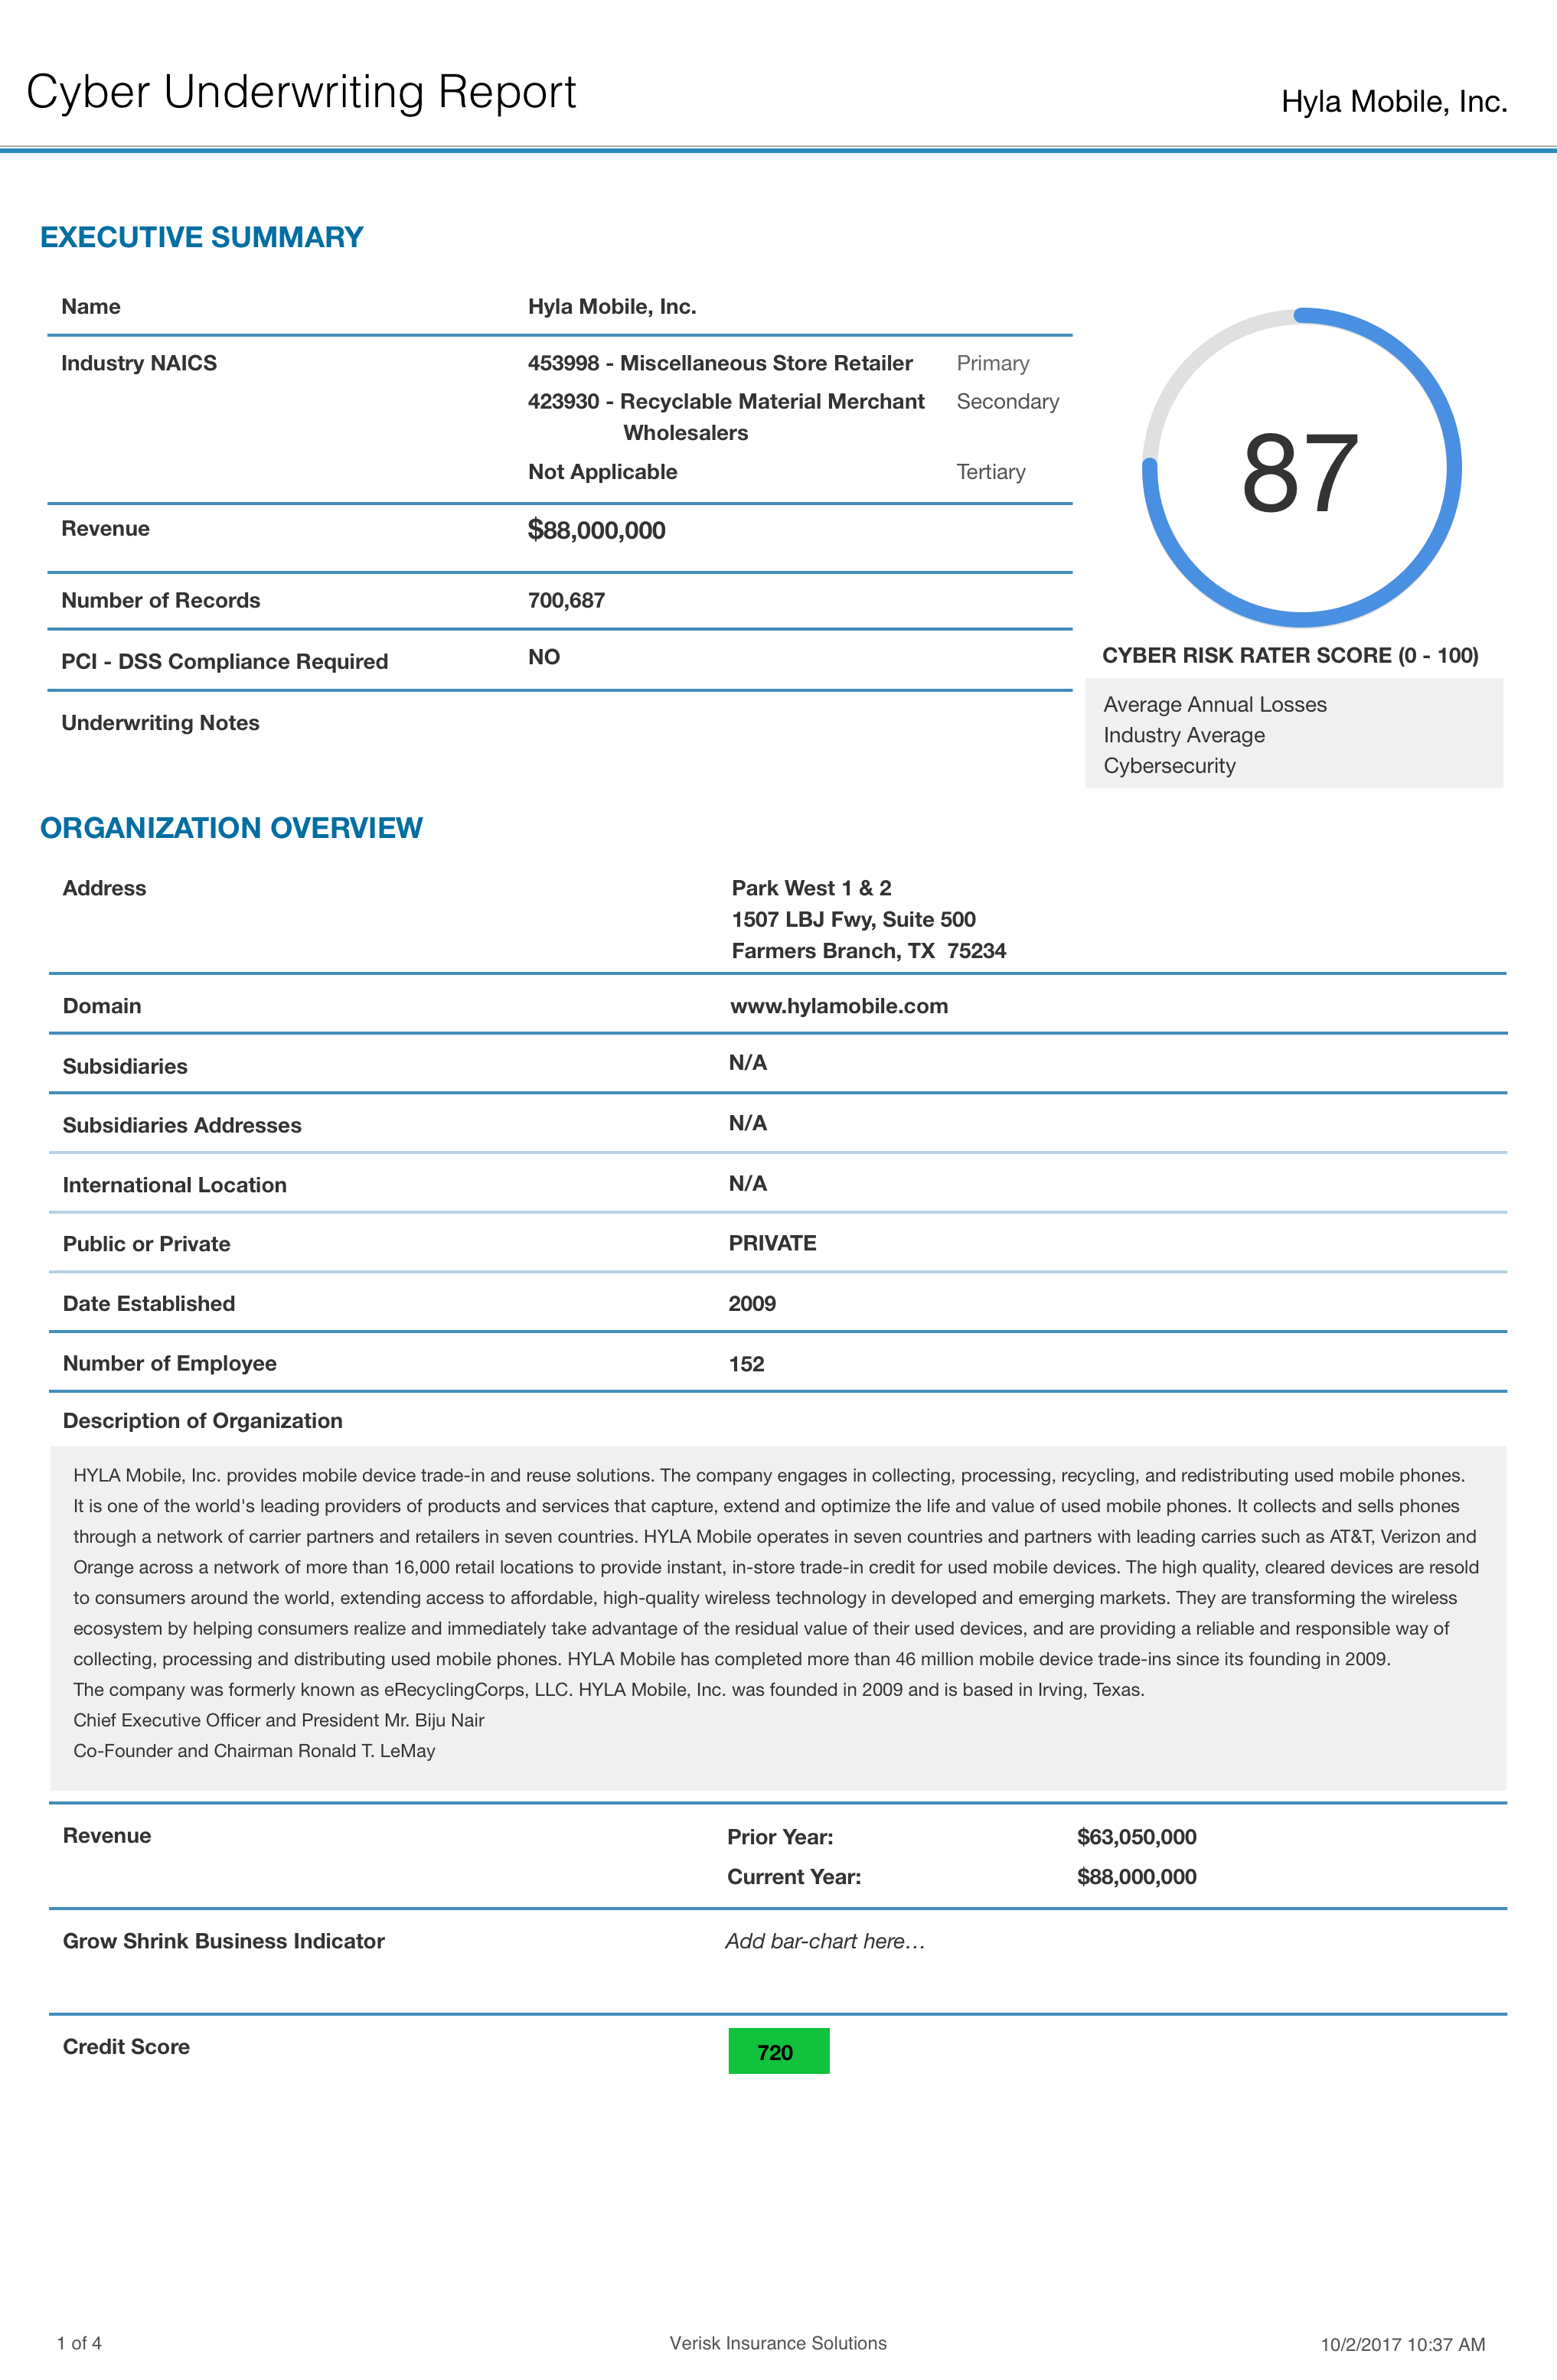 Cyber Underwriting Report
Hyla Mobile, Inc.
EXECUTIVE SUMMARY
Name Hyla Mobile, Inc.
Industry NAICS 453998 - Miscellaneous Store Retailer Primary
423930 - Recyclable Material Merchant Secondary
Wholesalers
Not Applicable Tertiary
Revenue $88,000,000
Number of Records 700,687
PCI - DSS Compliance Required NO
Underwriting Notes
87
CYBER RISK RATER SCORE (0 - 100)
Average Annual Losses
Industry Average
Cybersecurity
ORGANIZATION OVERVIEW
Address Park West 1 & 2
1507 LBJ Fwy, Suite 500
Farmers Branch, TX 75234
Domain www.hylamobile.com
Subsidiaries N/A
Subsidiaries Addresses N/A
International Location N/A
Public or Private PRIVATE
Date Established 2009
Number of Employee 152
Description of Organization
HYLA Mobile, Inc. provides mobile device trade-in and reuse solutions. The company engages in collecting, processing, recycling, and redistributing used mobile phones.
It is one of the world's leading providers of products and services that capture, extend and optimize the life and value of used mobile phones. It collects and sells phones
through a network of carrier partners and retailers in seven countries. HYLA Mobile operates in seven countries and partners with leading carries such as AT&T, Verizon and
Orange across a network of more than 16,000 retail locations to provide instant, in-store trade-in credit for used mobile devices. The high quality, cleared devices are resold
to consumers around the world, extending access to affordable, high-quality wireless technology in developed and emerging markets. They are transforming the wireless
ecosystem by helping consumers realize and immediately take advantage of the residual value of their used devices, and are providing a reliable and responsible way of
collecting, processing and distributing used mobile phones. HYLA Mobile has completed more than 46 million mobile device trade-ins since its founding in 2009.
The company was formerly known as eRecyclingCorps, LLC. HYLA Mobile, Inc. was founded in 2009 and is based in Irving, Texas.
Chief Executive Officer and President Mr. Biju Nair
Co-Founder and Chairman Ronald T. LeMay
Revenue Prior Year: $63,050,000
Current Year: $88,000,000
Grow Shrink Business Indicator Add bar-chart here…
Credit Score 720
1 of 4 Verisk Insurance Solutions 10/2/2017 10:37 AM